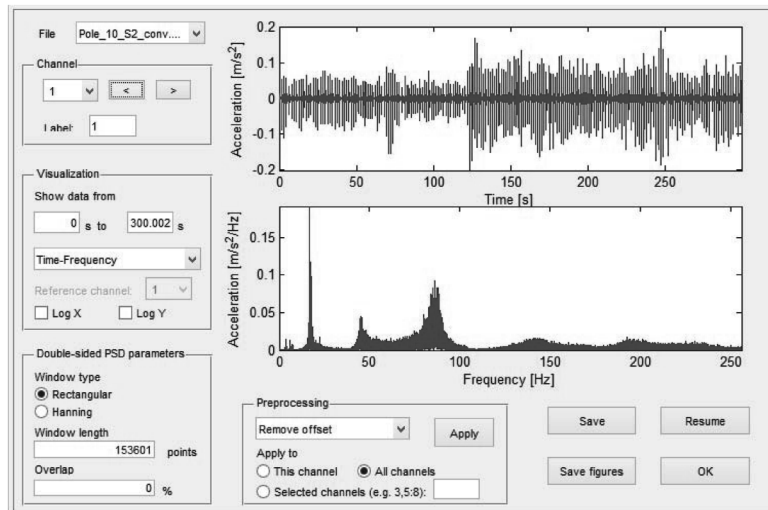 File Pole_10_S2_conv....
Channel
1 < >
Label: 1
Visualization
Show data from
0 s to 300.002 s
Time-Frequency
Reference channel: 1
Log X Log Y
Double-sided PSD parameters
Window type
Rectangular
Hanning
Window length
153601 points
Overlap
0 %
Acceleration [m/s²]
0.2
0.1
0
-0.1
-0.2
0 50 100 150 200 250
Time [s]
Acceleration [m/s²/Hz]
0.15
0.1
0.05
0
0 50 100 150 200 250
Frequency [Hz]
Preprocessing
Remove offset
Apply
Apply to
This channel All channels
Selected channels (e.g. 3,5:8):
Save Resume
Save figures OK